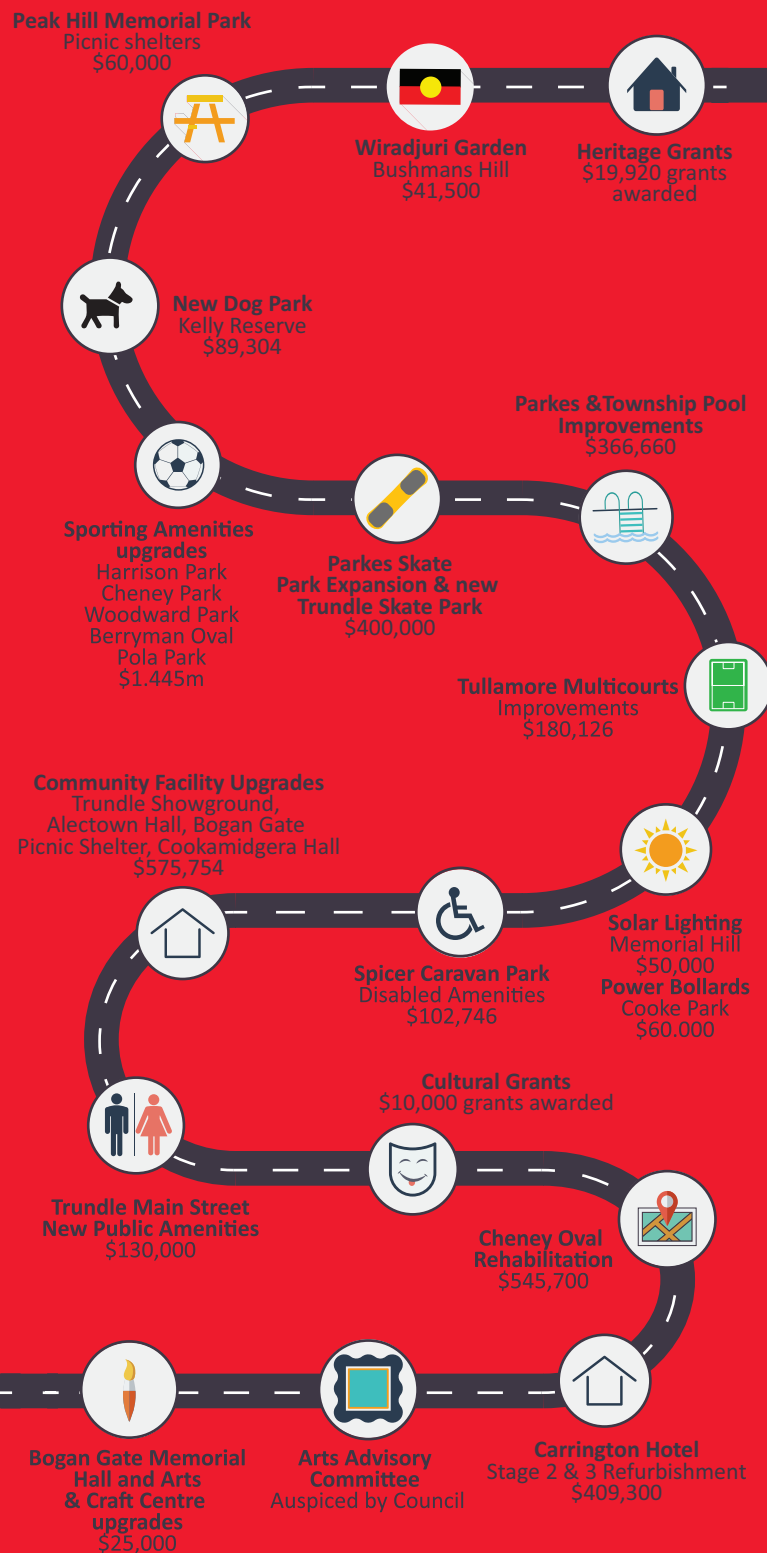 Peak Hill Memorial Park
Picnic shelters
$60,000
Wiradjuri Garden
Bushmans Hill
$41,500
Heritage Grants
$19,920 grants
awarded
New Dog Park
Kelly Reserve
$89,304
Parkes &Township Pool
Improvements
$366,660
Sporting Amenities
upgrades
Harrison Park
Cheney Park
Woodward Park
Berryman Oval
Pola Park
$1.445m
Parkes Skate
Park Expansion & new
Trundle Skate Park
$400,000
Tullamore Multicourts
Improvements
$180,126
Community Facility Upgrades
Trundle Showground,
Alectown Hall, Bogan Gate
Picnic Shelter, Cookamidgera Hall
$575,754
Spicer Caravan Park
Disabled Amenities
$102,746
Solar Lighting
Memorial Hill
$50,000
Power Bollards
Cooke Park
$60.000
Cultural Grants
$10,000 grants awarded
Trundle Main Street
New Public Amenities
$130,000
Cheney Oval
Rehabilitation
$545,700
Bogan Gate Memorial
Hall and Arts
& Craft Centre
upgrades
$25,000
Arts Advisory
Committee
Auspiced by Council
Carrington Hotel
Stage 2 & 3 Refurbishment
$409,300